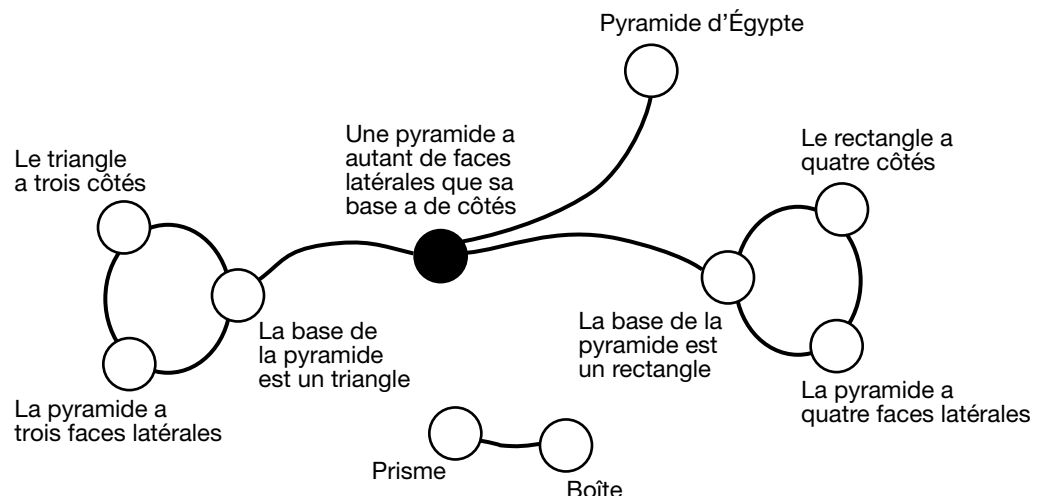 Pyramide d'Égypte
Une pyramide a
autant de faces
latérales que sa
base a de côtés
Le rectangle a
quatre côtés
Le triangle
a trois côtés
La base de
la pyramide
est un triangle
La base de la
pyramide est
un rectangle
La pyramide a
trois faces latérales
La pyramide a
quatre faces latérales
Prisme
Boîte